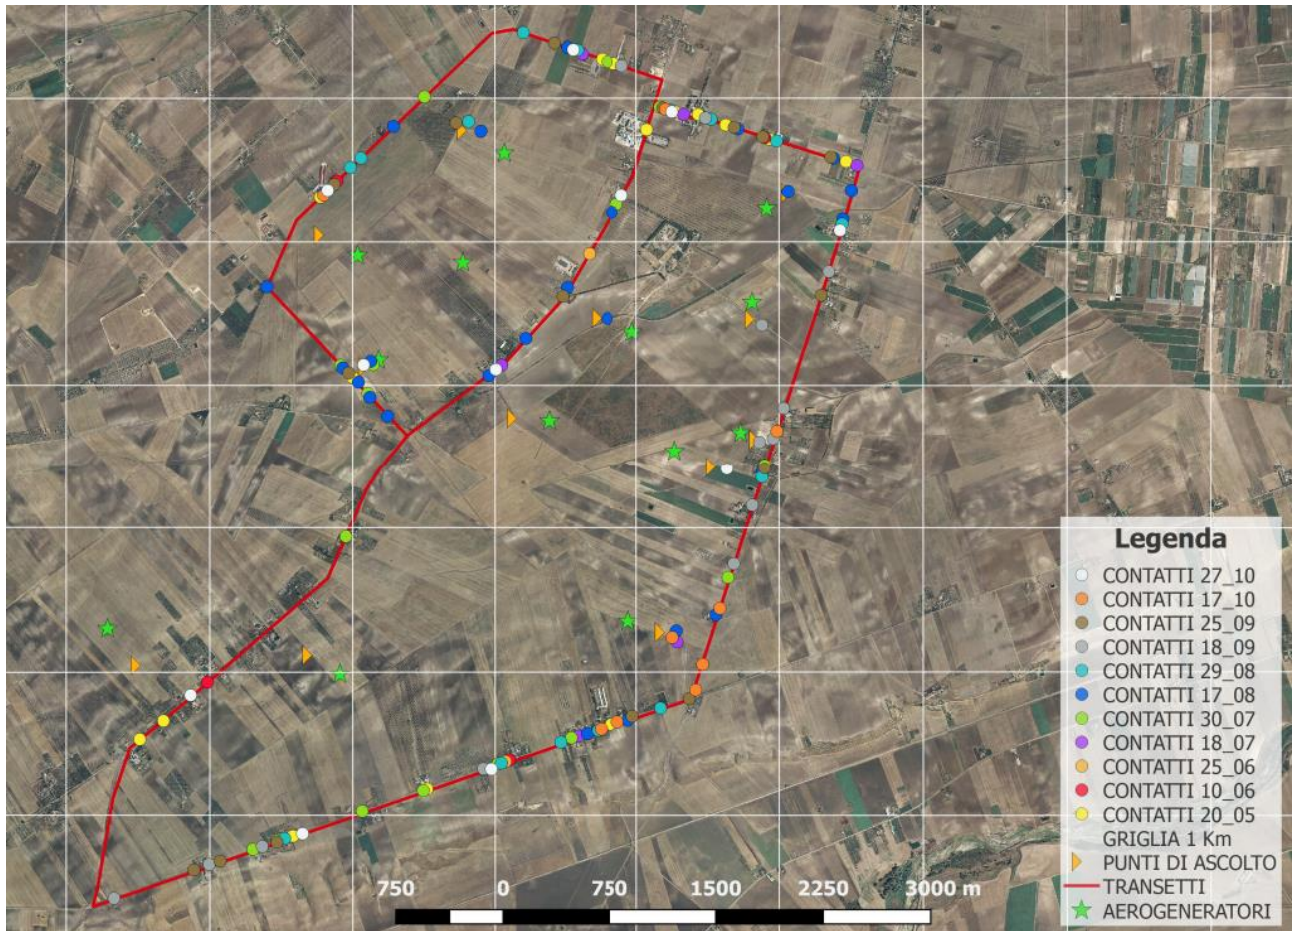 Legenda
CONTATTI 27_10
CONTATTI 17_10
CONTATTI 25_09
CONTATTI 18_09
CONTATTI 29_08
CONTATTI 17_08
CONTATTI 30_07
CONTATTI 18_07
CONTATTI 25_06
CONTATTI 10_06
CONTATTI 20_05
GRIGLIA 1 Km
PUNTI DI ASCOLTO
TRANSETTI
AEROGENERATORI
750 0 750 1500 2250 3000 m